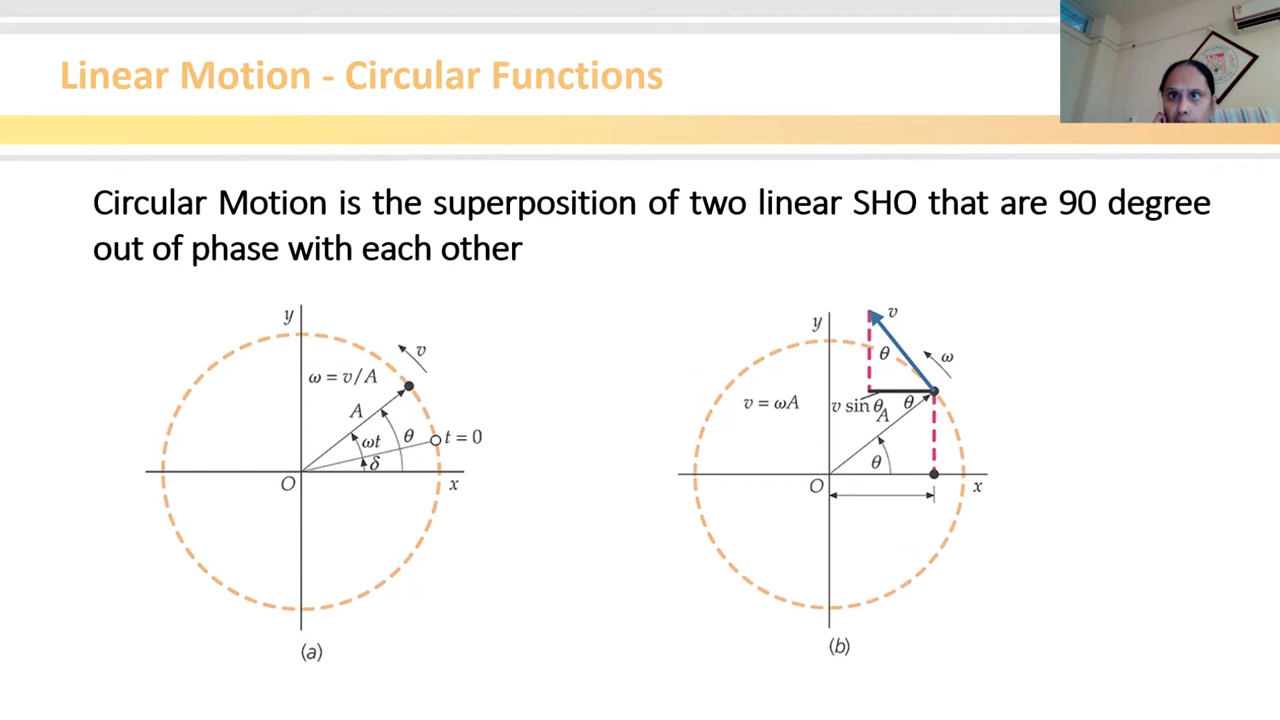 Linear Motion - Circular Functions
Circular Motion is the superposition of two linear SHO that are 90 degree
out of phase with each other
y
v
ω = v/A
A
ωt
θ
t = 0
δ
O
x
(a)
y
v
θ
ω
v = ωA
v sin θ
θ
A
θ
O
x
(b)